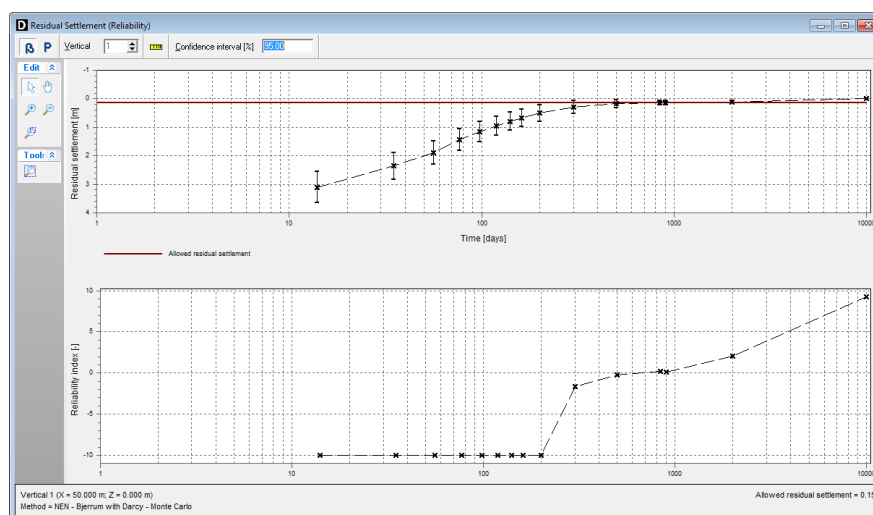 D Residual Settlement (Reliability)
β P Vertical 1 Confidence interval [%] 95.00
Edit
Tools
Residual settlement [m]
-1
0
1
2
3
4
1 10 100 1000 10000
Time [days]
Allowed residual settlement
Reliability index [-]
10
5
0
-5
-10
1 10 100 1000 10000
Vertical 1 (X = 50.000 m; Z = 0.000 m)
Allowed residual settlement = 0.15
Method = NEN - Bjerrum with Darcy - Monte Carlo